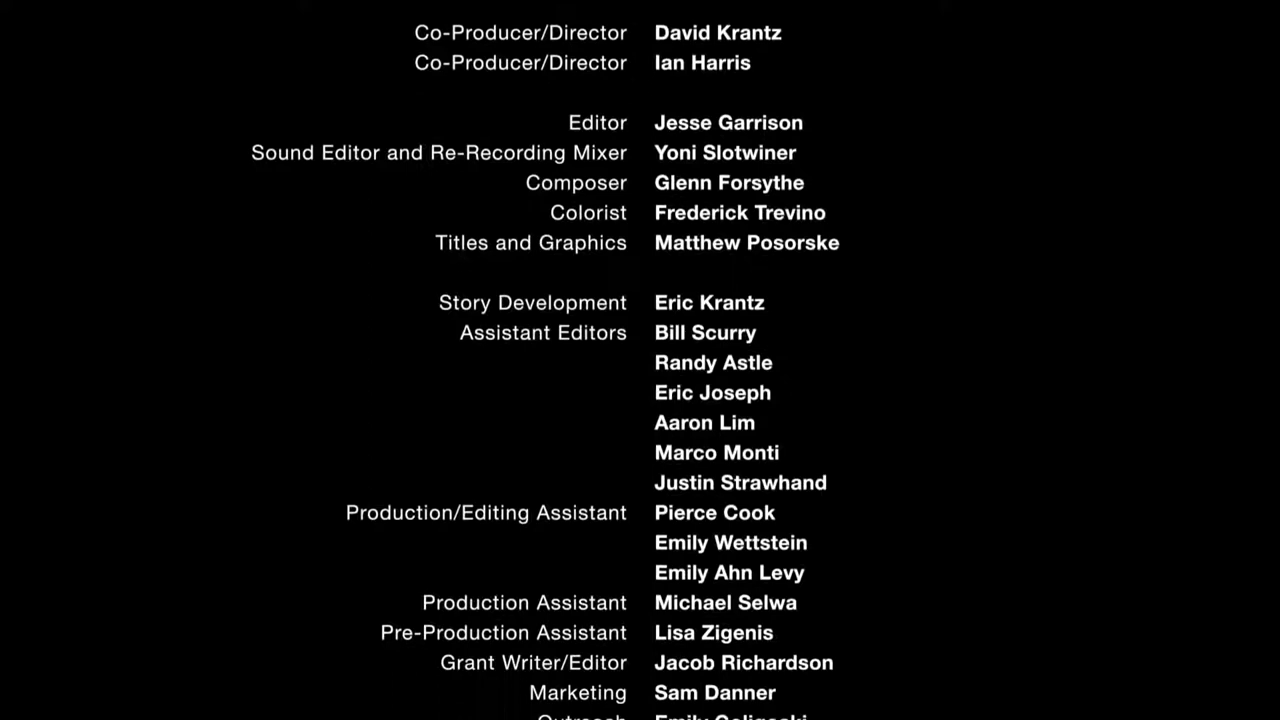 Co-Producer/Director David Krantz
Co-Producer/Director Ian Harris
Editor Jesse Garrison
Sound Editor and Re-Recording Mixer Yoni Slotwiner
Composer Glenn Forsythe
Colorist Frederick Trevino
Titles and Graphics Matthew Posorske
Story Development Eric Krantz
Assistant Editors Bill Scurry
Randy Astle
Eric Joseph
Aaron Lim
Marco Monti
Justin Strawhand
Production/Editing Assistant Pierce Cook
Emily Wettstein
Emily Ahn Levy
Production Assistant Michael Selwa
Pre-Production Assistant Lisa Zigenis
Grant Writer/Editor Jacob Richardson
Marketing Sam Danner
Outreach Emily